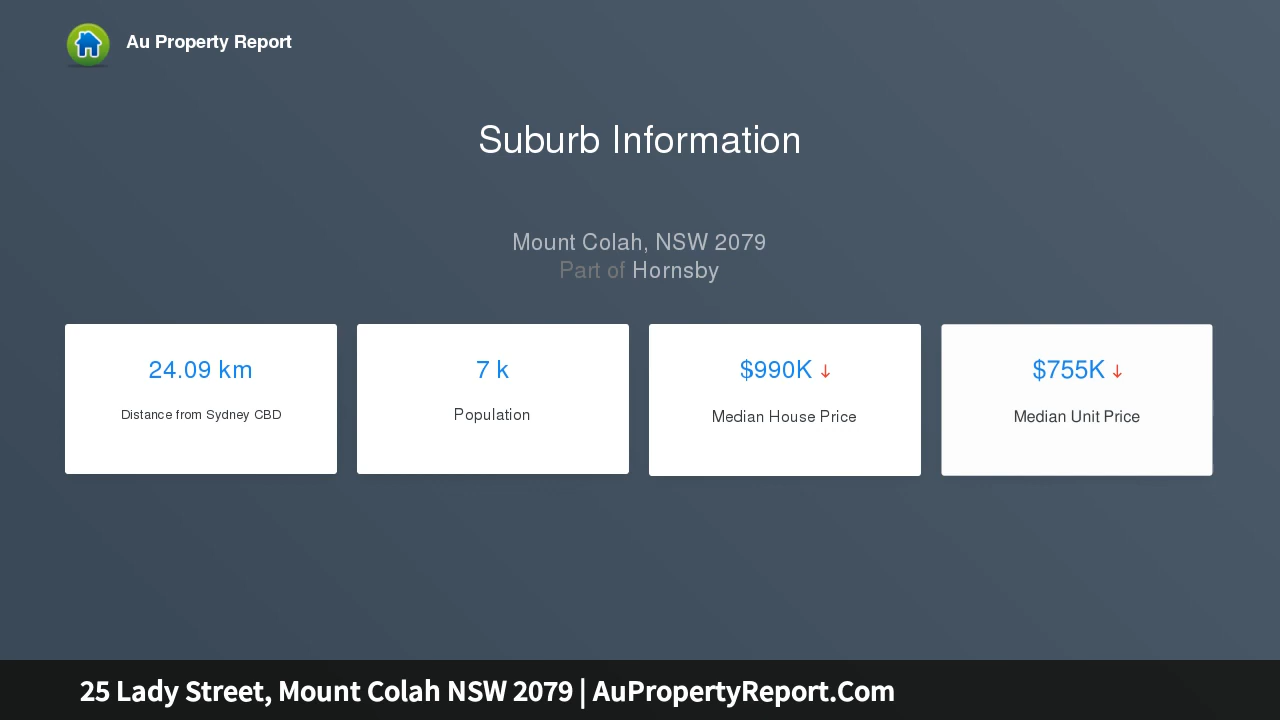 Au Property Report
Suburb Information
Mount Colah, NSW 2079
Part of Hornsby
24.09 km
Distance from Sydney CBD
7 k
Population
$990K ↓
Median House Price
$755K ↓
Median Unit Price
25 Lady Street, Mount Colah NSW 2079 | AuPropertyReport.Com